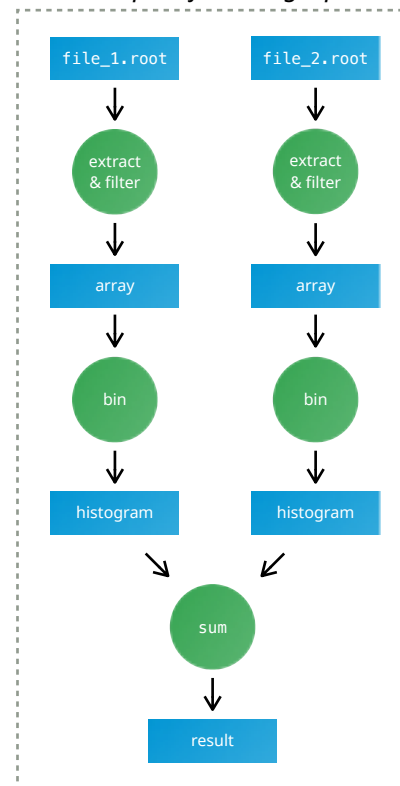 file_1.root
file_2.root
extract
& filter
extract
& filter
array
array
bin
bin
histogram
histogram
sum
result